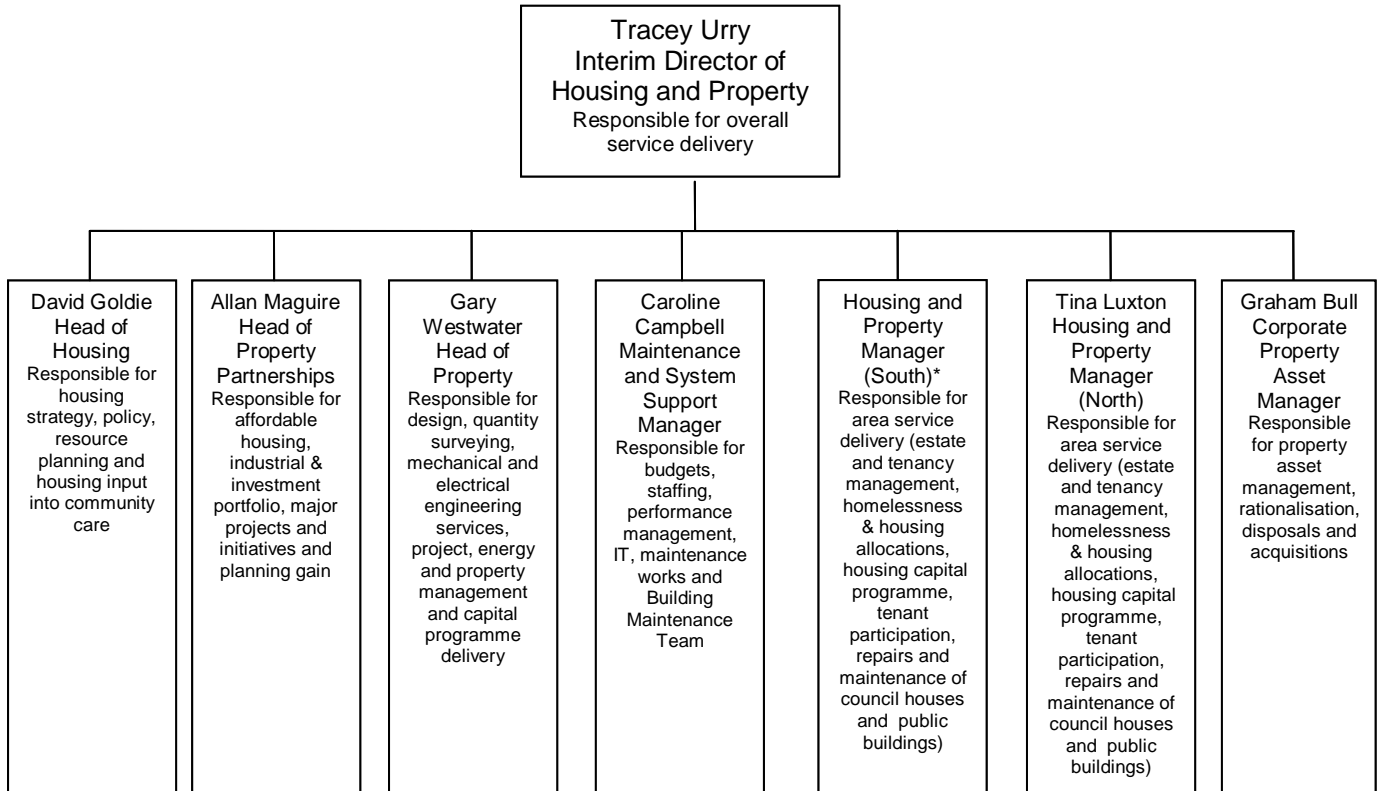 Tracey Urry
Interim Director of
Housing and Property
Responsible for overall
service delivery
David Goldie
Head of
Housing
Responsible for
housing
strategy, policy,
resource
planning and
housing input
into community
care
Allan Maguire
Head of
Property
Partnerships
Responsible for
affordable
housing,
industrial &
investment
portfolio, major
projects and
initiatives and
planning gain
Gary
Westwater
Head of
Property
Responsible for
design, quantity
surveying,
mechanical and
electrical
engineering
services,
project, energy
and property
management
and capital
programme
delivery
Caroline
Campbell
Maintenance
and System
Support
Manager
Responsible for
budgets,
staffing,
performance
management,
IT, maintenance
works and
Building
Maintenance
Team
Housing and
Property
Manager
(South)*
Responsible for
area service
delivery (estate
and tenancy
management,
homelessness
& housing
allocations,
housing capital
programme,
tenant
participation,
repairs and
maintenance of
council houses
and public
buildings)
Tina Luxton
Housing and
Property
Manager
(North)
Responsible for
area service
delivery (estate
and tenancy
management,
homelessness
& housing
allocations,
housing capital
programme,
tenant
participation,
repairs and
maintenance of
council houses
and public
buildings)
Graham Bull
Corporate
Property
Asset
Manager
Responsible
for property
asset
management,
rationalisation,
disposals and
acquisitions